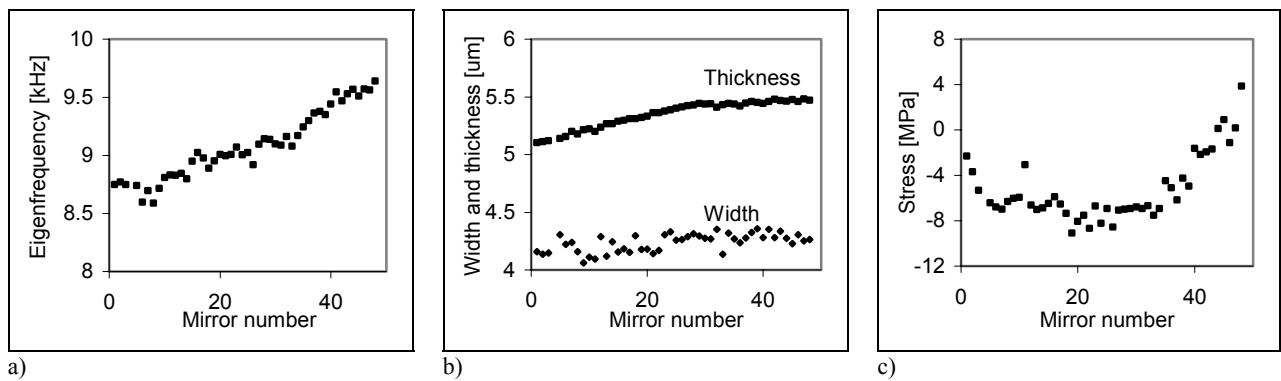 10
9.5
9
8.5
8
0
20
40
Eigenfrequency [kHz]
Mirror number
a)
6
5.5
5
4.5
4
0
20
40
Width and thickness [um]
Thickness
Width
Mirror number
b)
8
4
0
-4
-8
-12
0
20
40
Stress [MPa]
Mirror number
c)